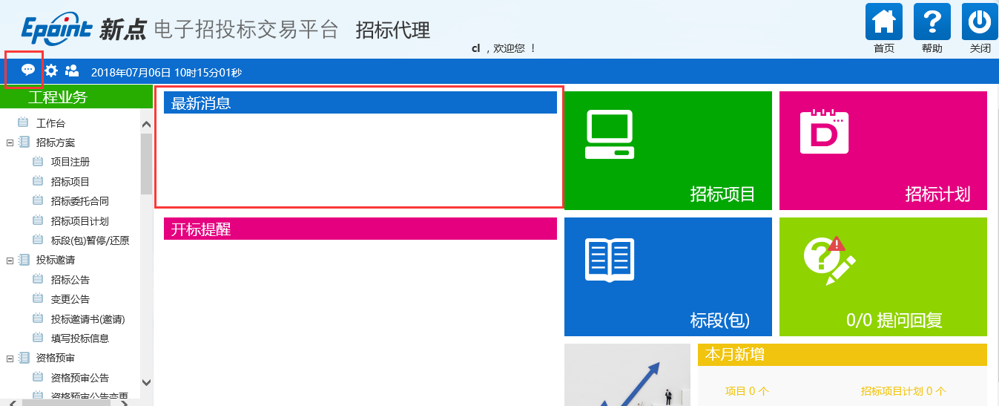 Epoint 新点 电子招投标交易平台 招标代理
cl ，欢迎您 ！
首页
帮助
关闭
2018年07月06日 10时15分01秒
工程业务
工作台
招标方案
项目注册
招标项目
招标委托合同
招标项目计划
标段(包)暂停/还原
投标邀请
招标公告
变更公告
投标邀请书(邀请)
填写投标信息
资格预审
资格预审公告
资格预审公告变更
最新消息
开标提醒
招标项目
D
招标计划
标段(包)
0/0 提问回复
本月新增
项目 0 个
招标项目计划 0 个